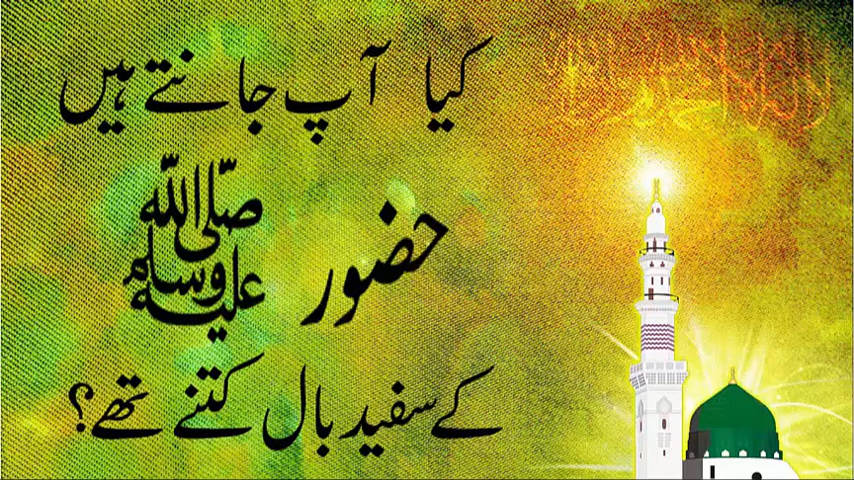 کیا آپ جانتے ہیں
حضور صلی اللہ علیہ وسلم
کے سفید بال کتنے تھے؟